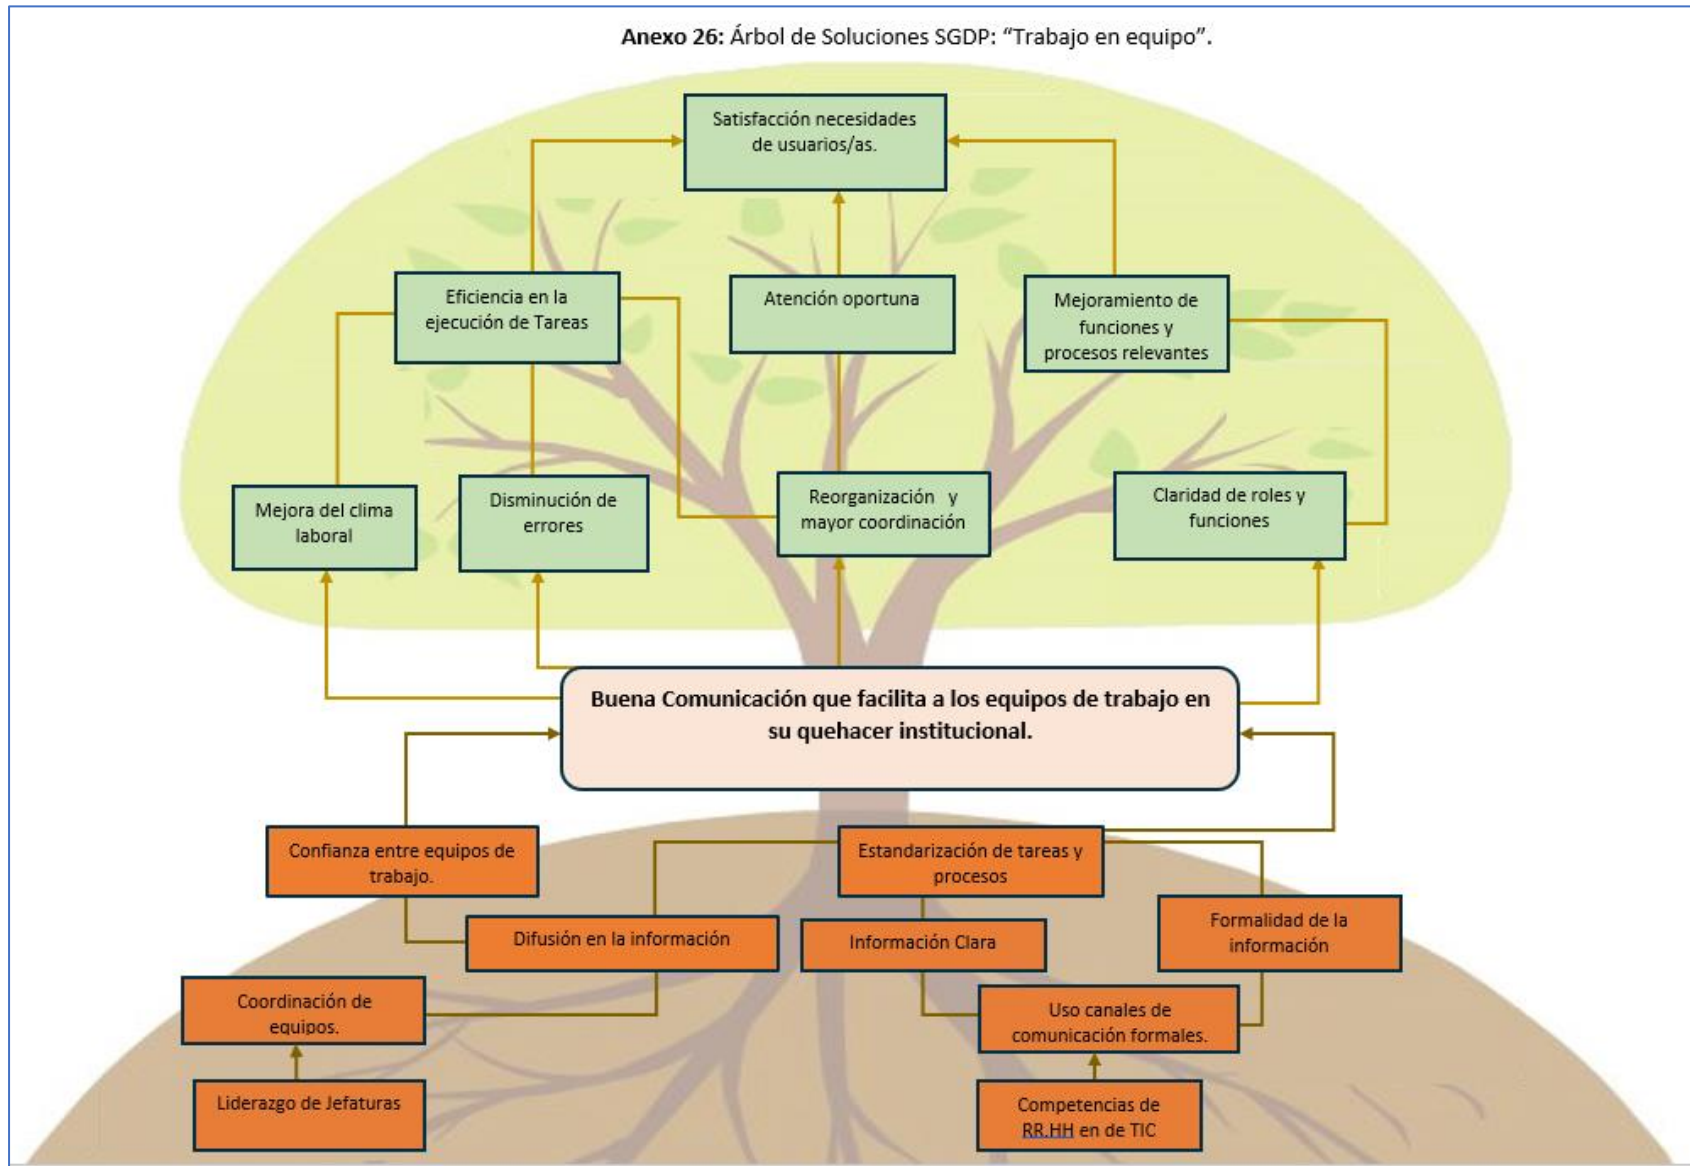 Anexo 26: Árbol de Soluciones SGDP: “Trabajo en equipo”.
Satisfacción necesidades
de usuarios/as.
Eficiencia en la
ejecución de Tareas
Atención oportuna
Mejoramiento de
funciones y
procesos relevantes
Mejora del clima
laboral
Disminución de
errores
Reorganización y
mayor coordinación
Claridad de roles y
funciones
Buena Comunicación que facilita a los equipos de trabajo en
su quehacer institucional.
Confianza entre equipos de
trabajo.
Estandarización de tareas y
procesos
Difusión en la información
Información Clara
Formalidad de la
información
Coordinación de
equipos.
Uso canales de
comunicación formales.
Liderazgo de Jefaturas
Competencias de
RR.HH en de TIC